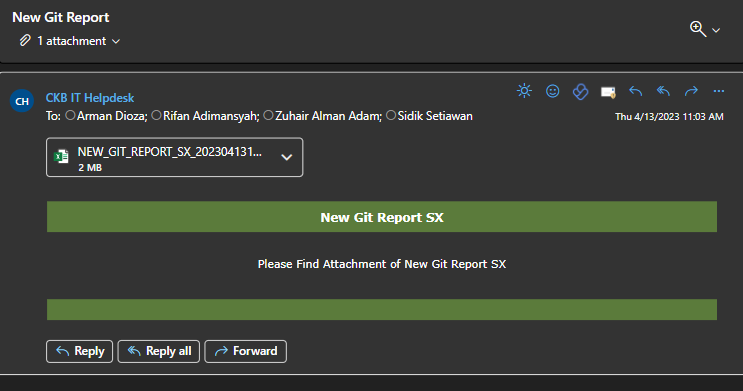 New Git Report
1 attachment
CH
CKB IT Helpdesk
To: Arman Dioza; Rifan Adimansyah; Zuhair Alman Adam; Sidik Setiawan
Thu 4/13/2023 11:03 AM
NEW_GIT_REPORT_SX_202304131...
2 MB
New Git Report SX
Please Find Attachment of New Git Report SX
Reply
Reply all
Forward